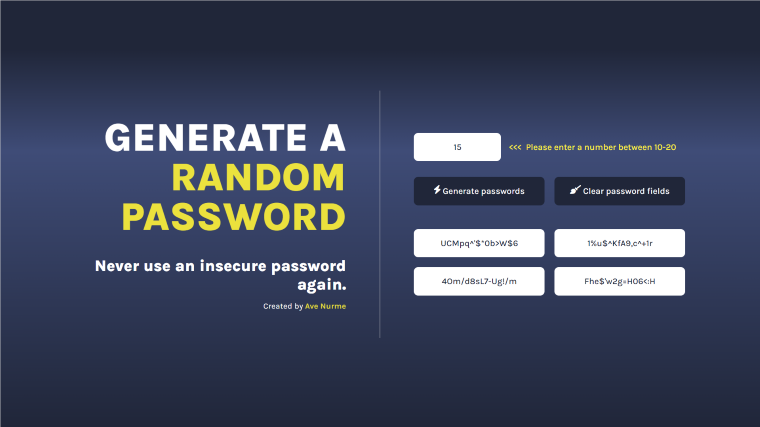 GENERATE A
RANDOM
PASSWORD
Never use an insecure password
again.
Created by Ave Nurme
15
<<< Please enter a number between 10-20
Generate passwords
Clear password fields
UCMpq^'$*0b>W$6
1%u$^KfA9,c^+1r
4Om/d8sL7-Ug!/m
Fhe$'w2g=H06<:H